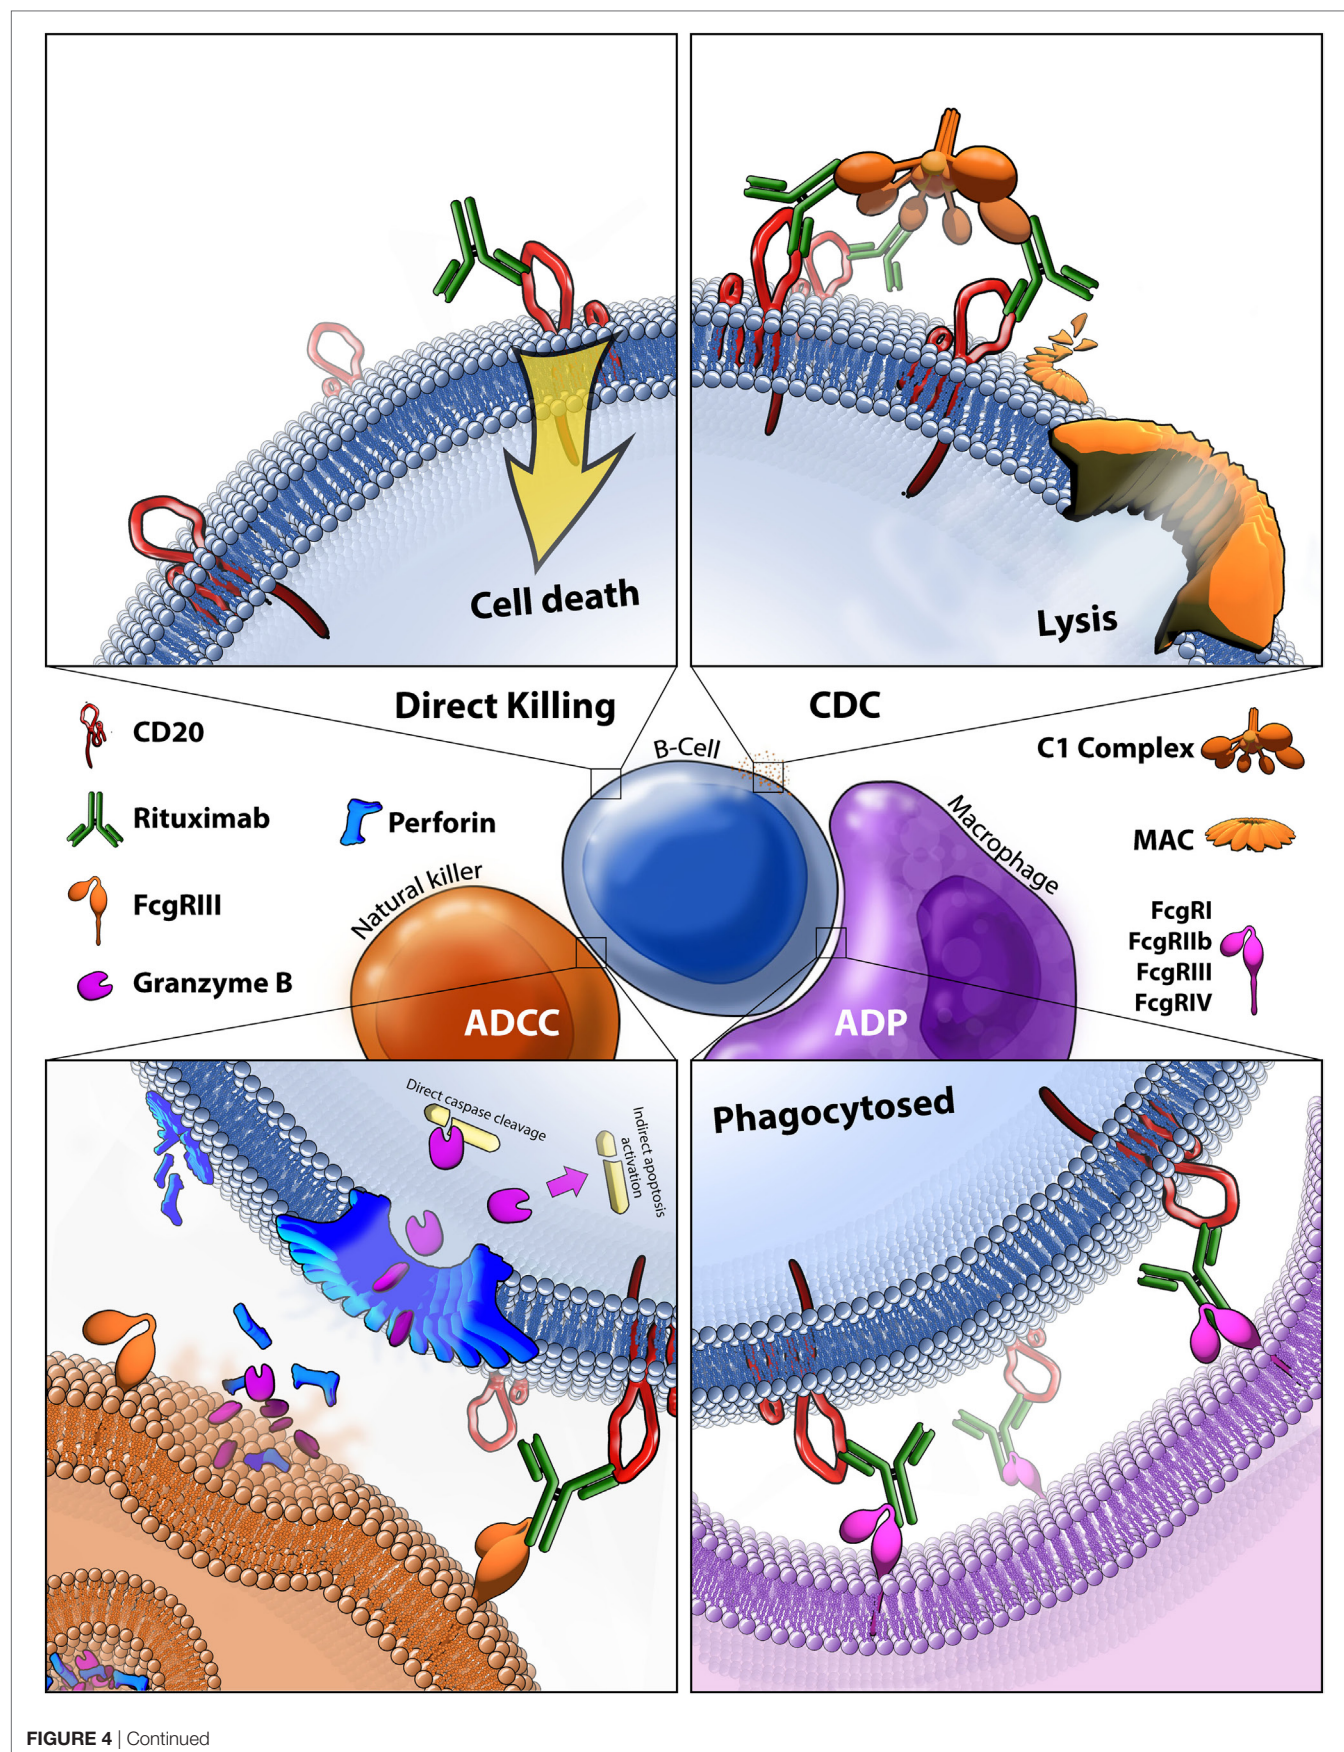 Cell death
Lysis
Direct Killing
CDC
CD20
Rituximab
Perforin
FcgRIII
Granzyme B
B-Cell
Natural killer
Macrophage
C1 Complex
MAC
FcgRI
FcgRIIb
FcgRIII
FcgRIV
ADCC
ADP
Direct caspase cleavage
Indirect apoptosis
activation
Phagocytosed
FIGURE 4 | Continued